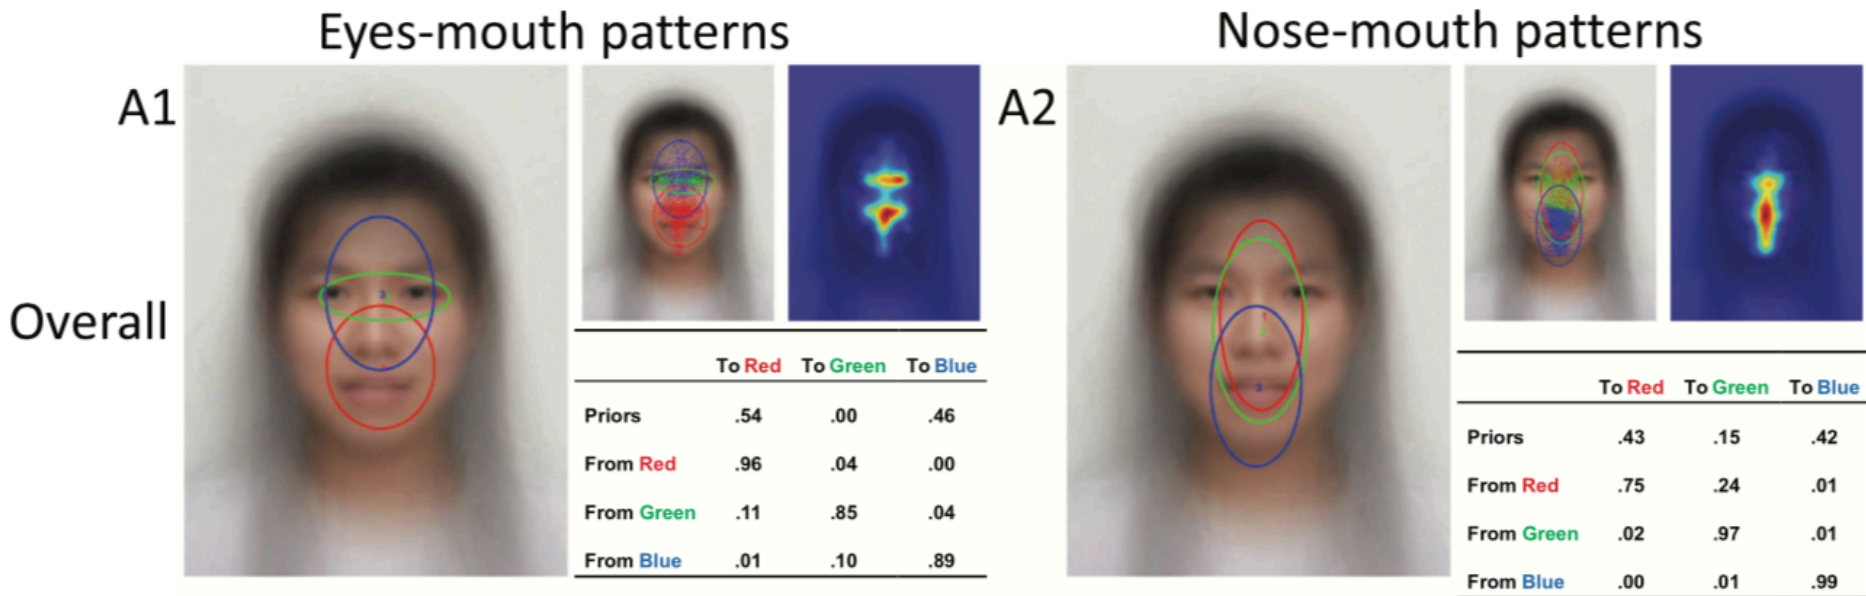 Eyes-mouth patterns
Nose-mouth patterns
A1
A2
Overall
To Red To Green To Blue
Priors .54 .00 .46
From Red .96 .04 .00
From Green .11 .85 .04
From Blue .01 .10 .89
To Red To Green To Blue
Priors .43 .15 .42
From Red .75 .24 .01
From Green .02 .97 .01
From Blue .00 .01 .99
3
1
3